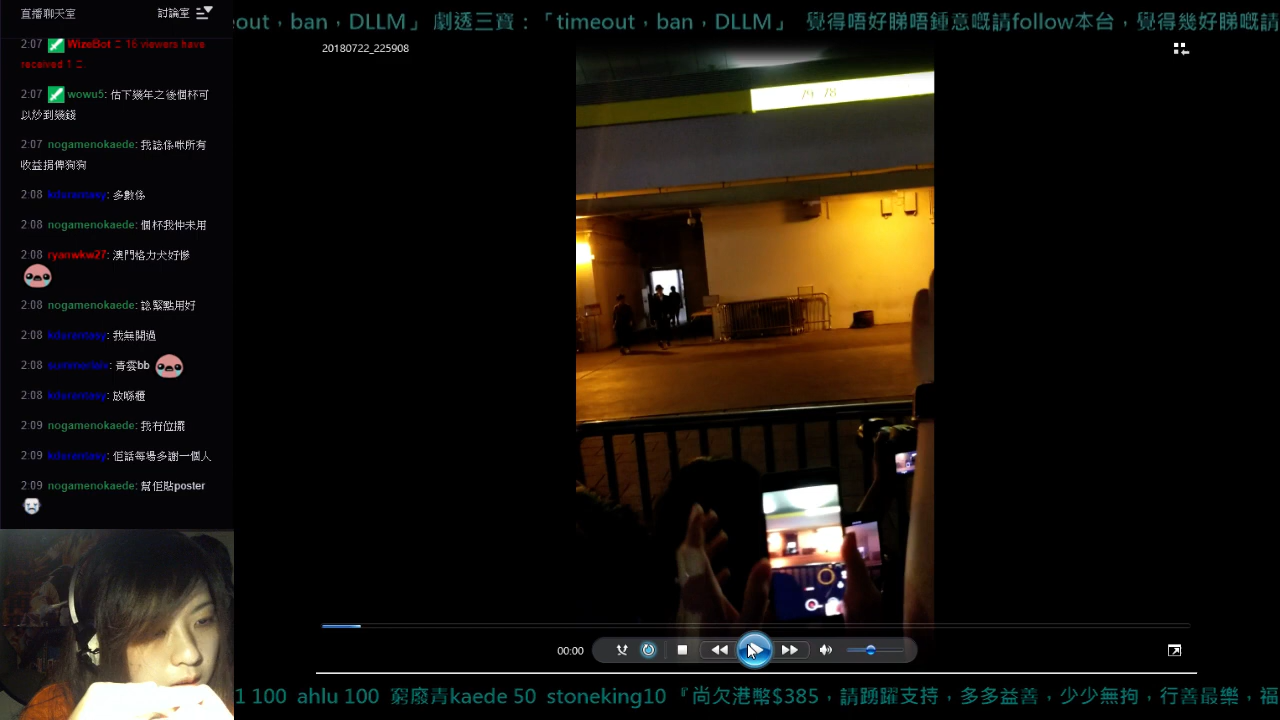 直播聊天室
討論室
out，ban，DLLM」 劇透三寶：「timeout，ban，DLLM」 覺得唔好睇唔鍾意嘅請follow本台，覺得幾好睇嘅請
20180722_225908
2:07 WizeBot 16 viewers have
received 1
2:07 wowu5: 估下幾年之後個杯可
以炒到幾錢
2:07 nogamenokaede: 我諗係咪所有
收益捐俾狗狗
2:08 : 多數係
2:08 nogamenokaede: 個杯我仲未用
2:08 ryanwkw27: 澳門格力犬好慘
2:08 nogamenokaede: 諗緊點用好
2:08 : 我無開過
2:08 : 青雲bb
2:08 : 放喺櫃
2:09 nogamenokaede: 我冇位擺
2:09 : 佢話每場多謝一個人
2:09 nogamenokaede: 幫佢貼poster
79 78
00:00
1 100 ahlu 100 窮廢青kaede 50 stoneking10 『尚欠港幣$385，請踴躍支持，多多益善，少少無拘，行善最樂，福